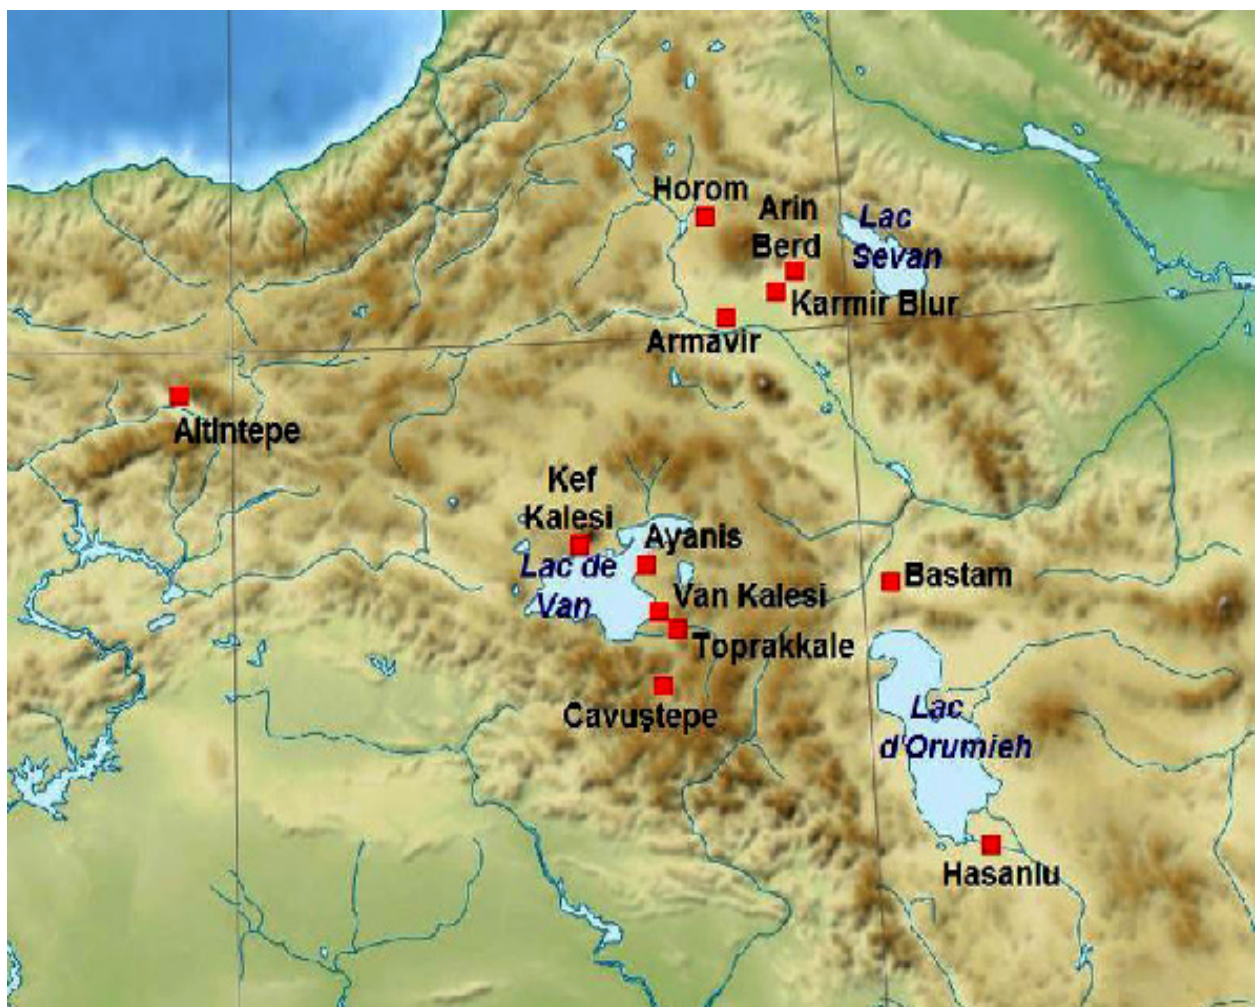 Horom
Arin
Berd
Lac
Sevan
Karmir Blur
Armavir
Altintepe
Kef
Kalesi
Ayanis
Lac de
Van
Van Kalesi
Bastam
Toprakkale
Cavuştepe
Lac
d'Orumieh
Hasanlu